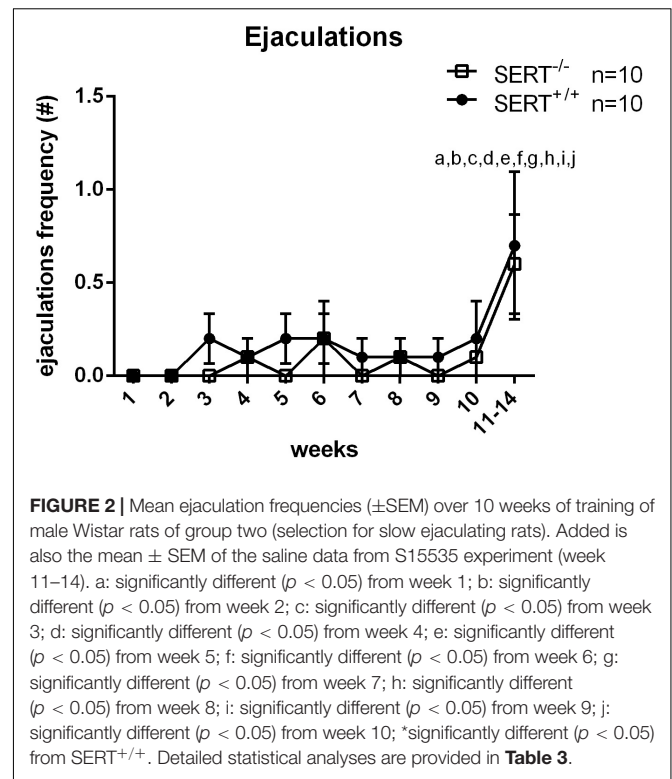 Ejaculations
SERT-/- n=10
SERT+/+ n=10
ejaculations frequency (#)
1.5
1.0
0.5
0.0
a,b,c,d,e,f,g,h,i,j
1 2 3 4 5 6 7 8 9 10 11-14
weeks
FIGURE 2 | Mean ejaculation frequencies (±SEM) over 10 weeks of training of
male Wistar rats of group two (selection for slow ejaculating rats). Added is
also the mean ± SEM of the saline data from S15535 experiment (week
11–14). a: significantly different (p < 0.05) from week 1; b: significantly
different (p < 0.05) from week 2; c: significantly different (p < 0.05) from week
3; d: significantly different (p < 0.05) from week 4; e: significantly different
(p < 0.05) from week 5; f: significantly different (p < 0.05) from week 6; g:
significantly different (p < 0.05) from week 7; h: significantly different
(p < 0.05) from week 8; i: significantly different (p < 0.05) from week 9; j:
significantly different (p < 0.05) from week 10; *significantly different (p < 0.05)
from SERT+/+. Detailed statistical analyses are provided in Table 3.